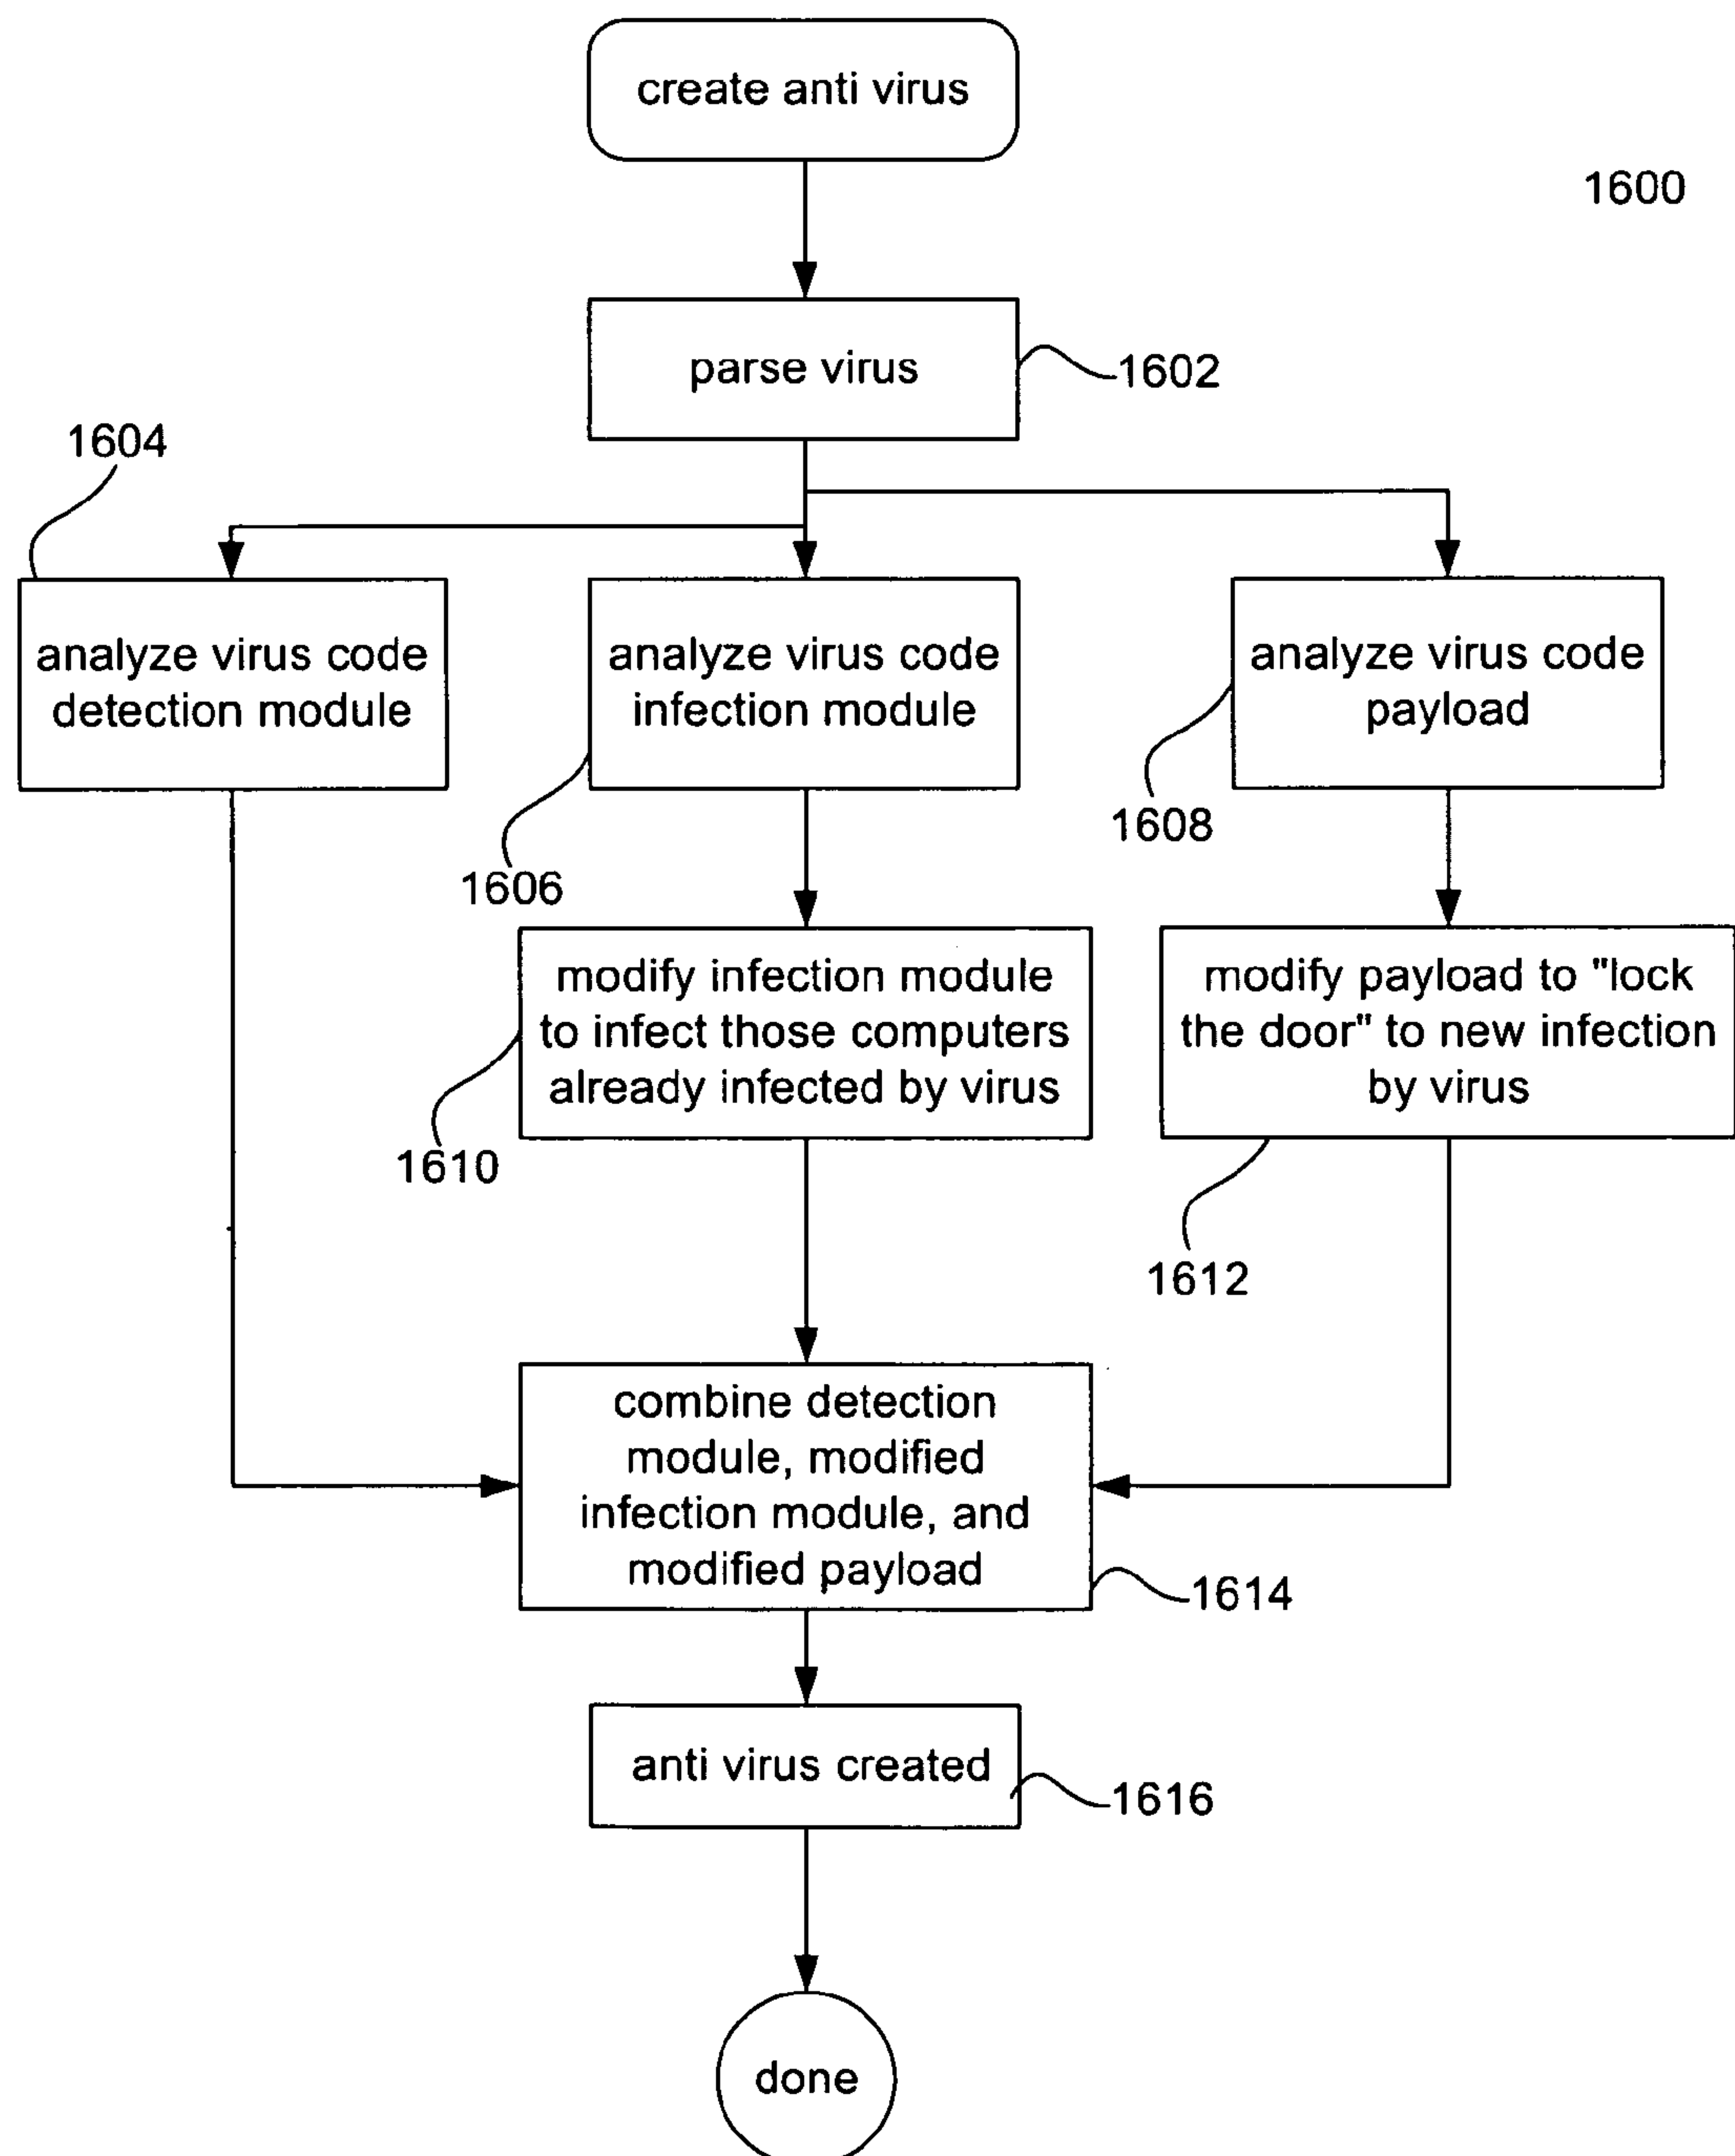 create anti virus
1600
parse virus
1602
1604
analyze virus code
detection module
analyze virus code
infection module
analyze virus code
payload
1606
1608
modify infection module
to infect those computers
already infected by virus
modify payload to "lock
the door" to new infection
by virus
1610
1612
combine detection
module, modified
infection module, and
modified payload
1614
anti virus created
1616
done